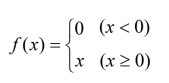 f(x) = { 0 (x < 0)
x (x ≥ 0)